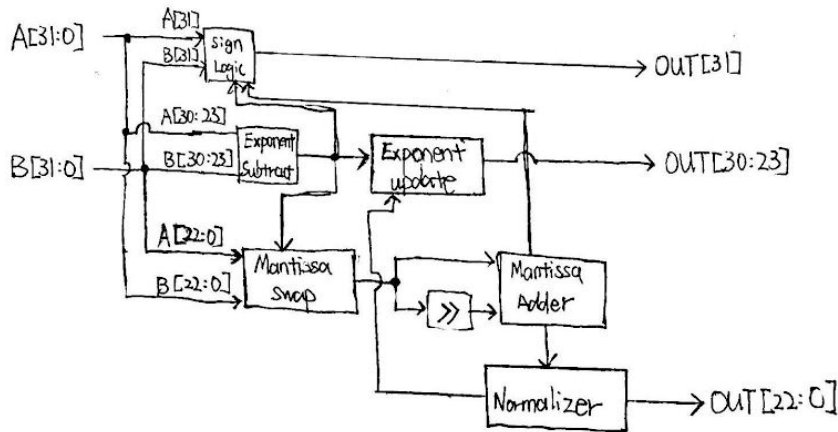 A[31:0]
A[31]
B[31]
sign
Logic
OUT[31]
A[30:23]
B[31:0]
B[30:23]
Exponent
Subtract
Exponent
update
OUT[30:23]
A[22:0]
B[22:0]
Mantissa
swap
>>
Mantissa
Adder
Normalizer
OUT[22:0]